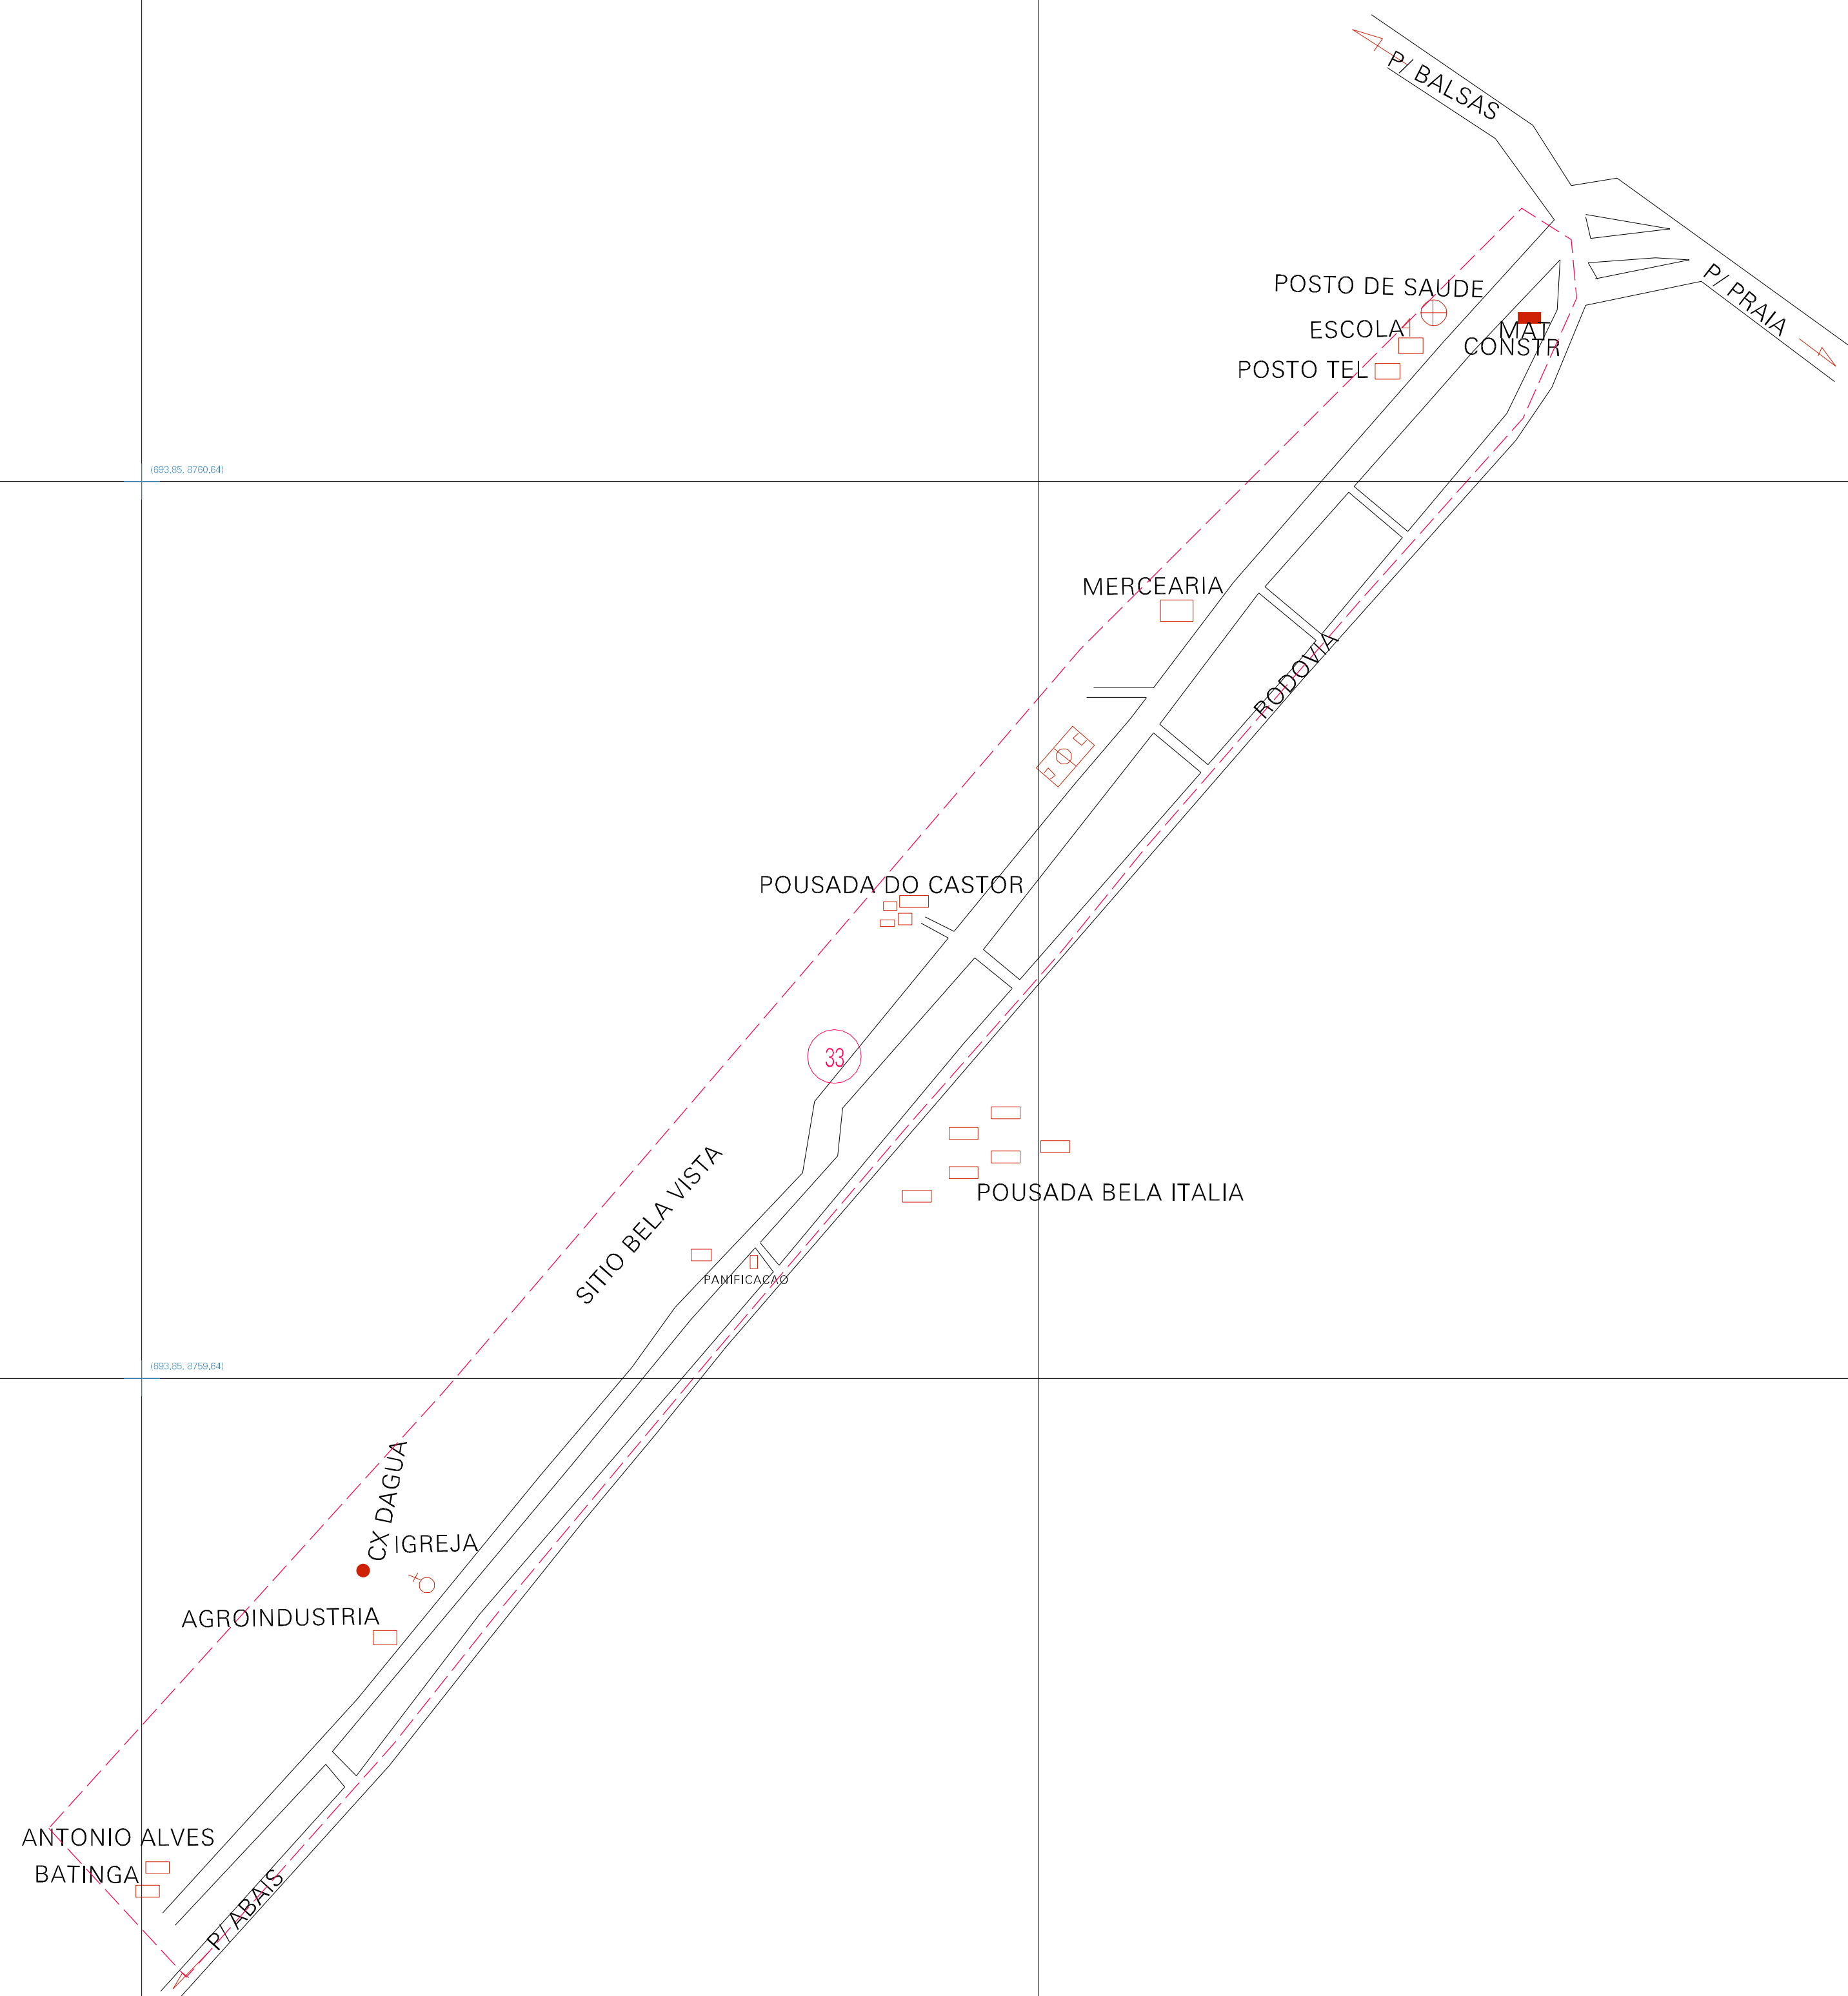 P/ BALSAS
P/ PRAIA
POSTO DE SAUDE
ESCOLA
MAT
CONSTR
POSTO TEL
(693,85, 8760,64)
MERCEARIA
RODOVIA
POUSADA DO CASTOR
33
SITIO BELA VISTA
POUSADA BELA ITALIA
PANIFICACAO
(693,85, 8759,64)
CX DAGUA
IGREJA
AGROINDUSTRIA
ANTONIO ALVES
BATINGA
P/ ABAIS